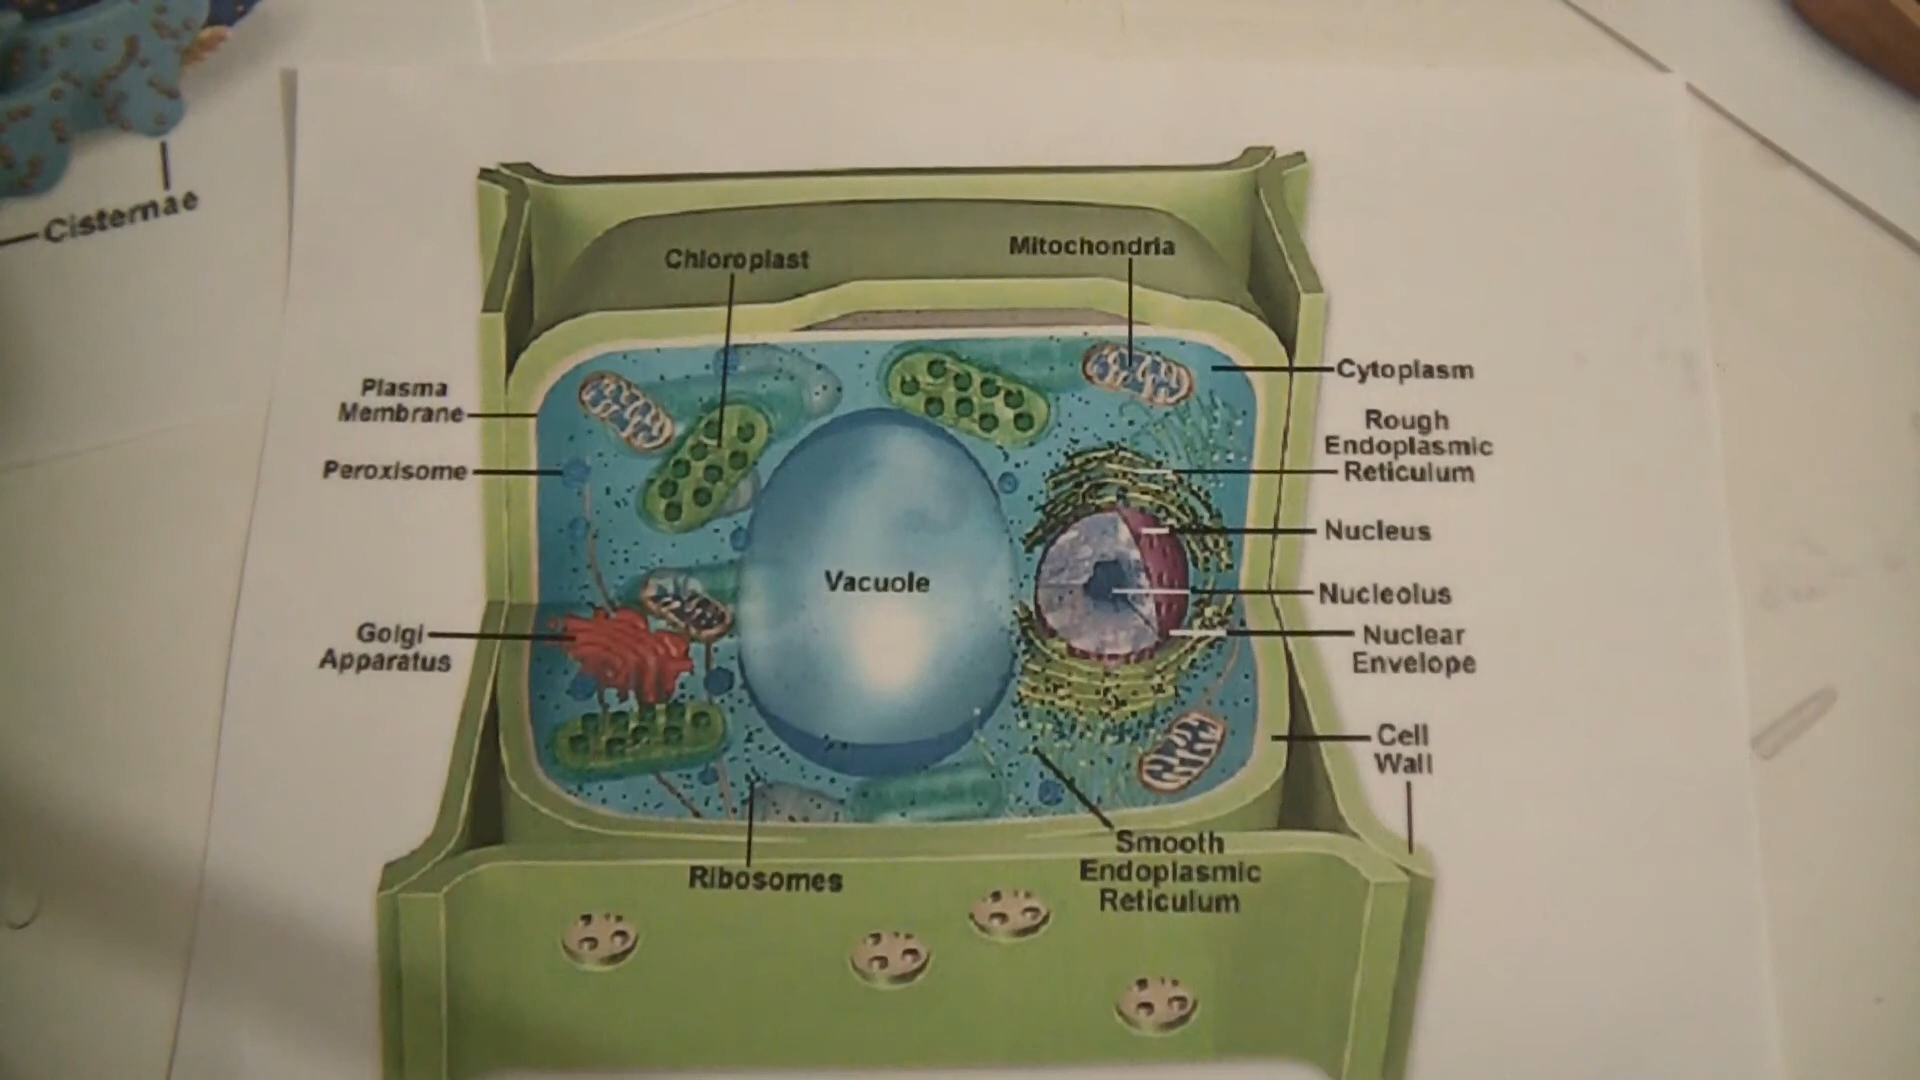 Cisternae
Chloroplast
Mitochondria
Plasma
Membrane
Peroxisome
Golgi
Apparatus
Vacuole
Cytoplasm
Rough
Endoplasmic
Reticulum
Nucleus
Nucleolus
Nuclear
Envelope
Cell
Wall
Ribosomes
Smooth
Endoplasmic
Reticulum